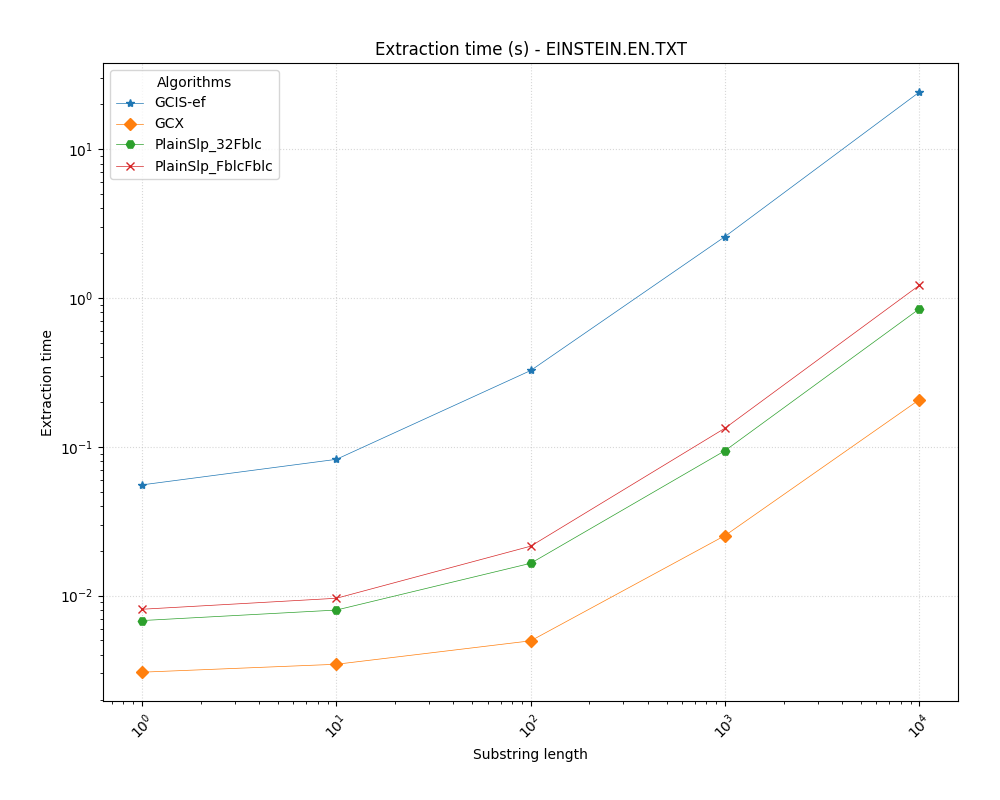 Extraction time (s) - EINSTEIN.EN.TXT
Algorithms
GCIS-ef
GCX
PlainSlp_32Fblc
PlainSlp_FblcFblc
Extraction time
10¹
10⁰
10⁻¹
10⁻²
10⁰ 10¹ 10² 10³ 10⁴
Substring length